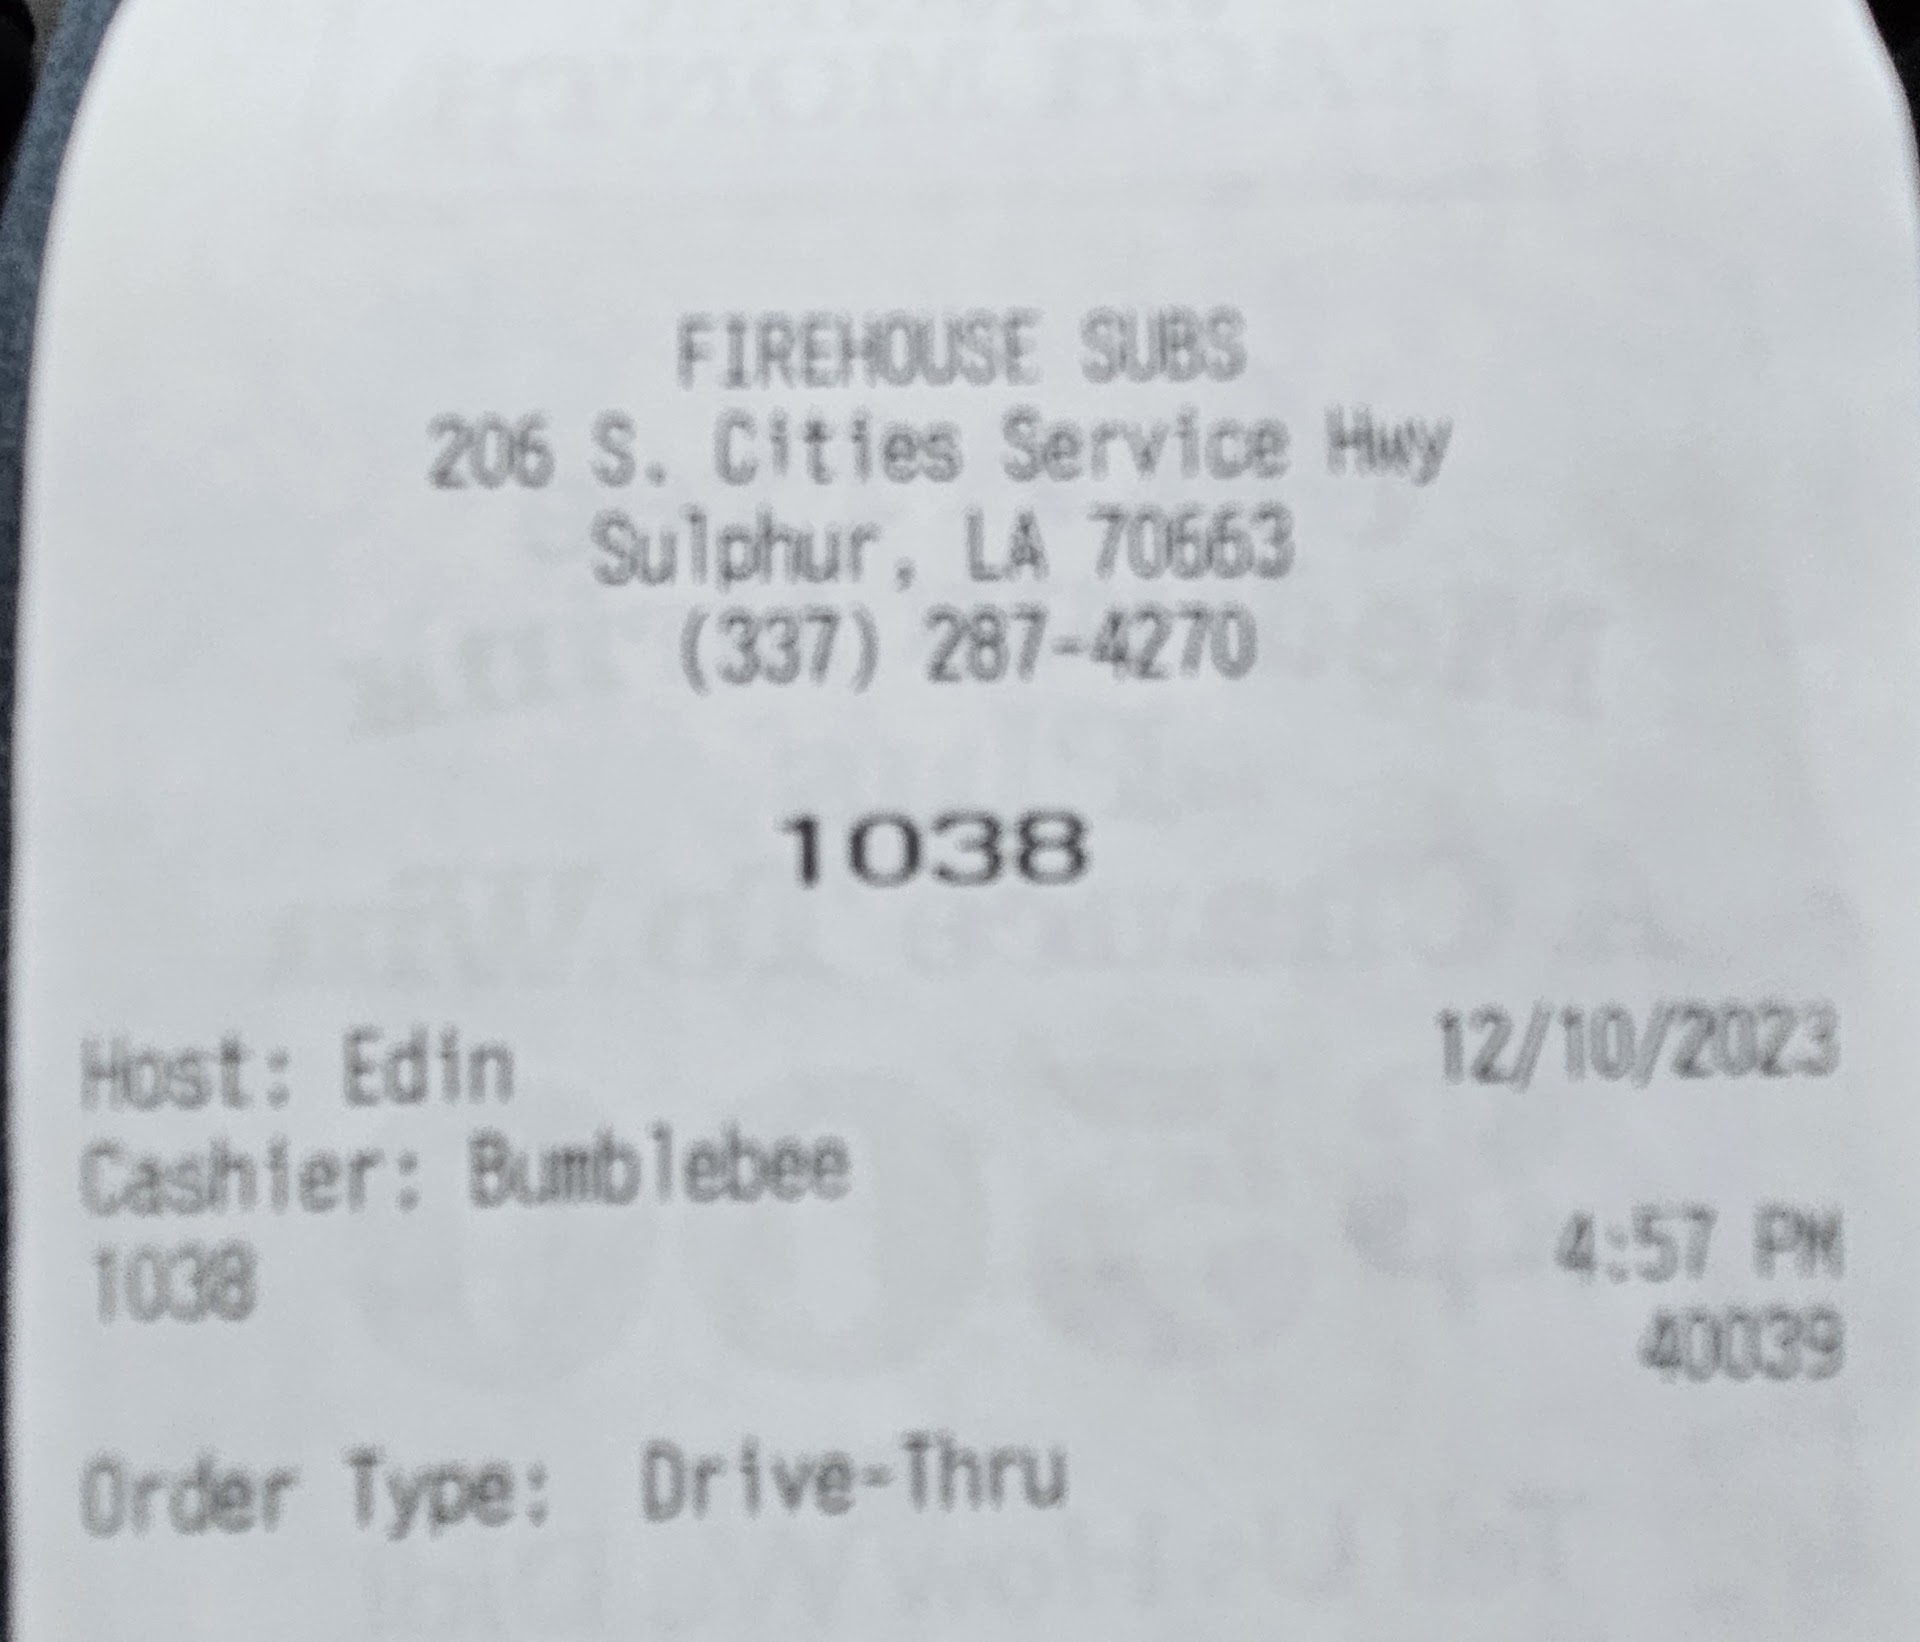 FIREHOUSE SUBS
206 S. Cities Service Hwy
Sulphur, LA 70663
(337) 287-4270
1038
Host: Edin
12/10/2023
Cashier: Bumblebee
4:57 PM
1038
40039
Order Type: Drive-Thru